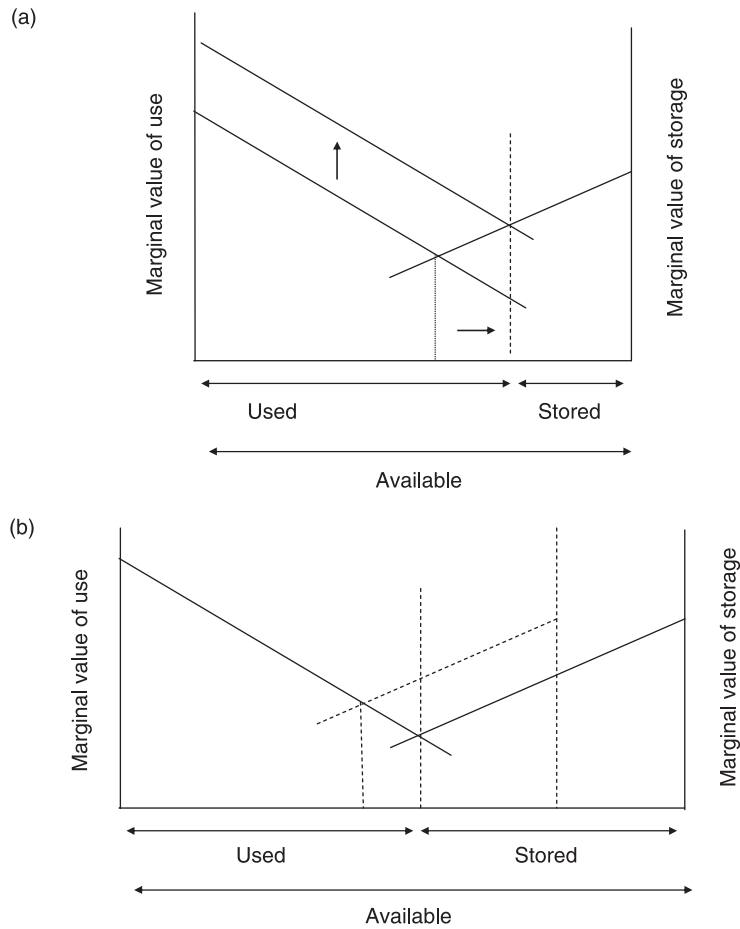 (a)
Marginal value of use
Marginal value of storage
Used
Stored
Available
(b)
Marginal value of use
Marginal value of storage
Used
Stored
Available